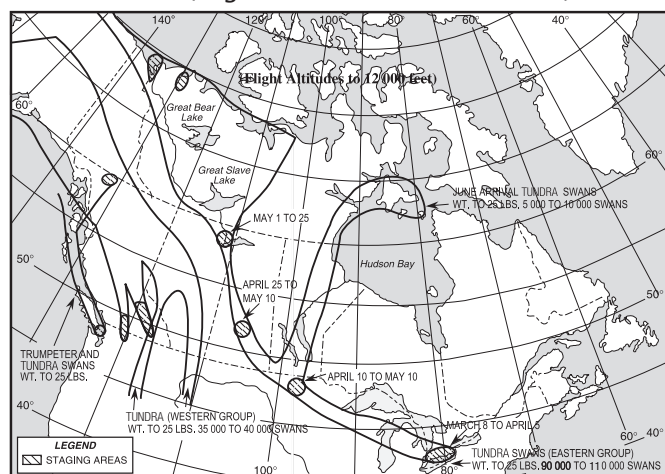 140°
120°
100°
80°
60°
40°
(Flight Altitudes to 12 000 feet)
Great Bear
Lake
60°
60°
Great Slave
Lake
JUNE ARRIVAL TUNDRA SWANS
WT. TO 25 LBS, 5 000 TO 10 000 SWANS
MAY 1 TO 25
Hudson Bay
50°
APRIL 25 TO
MAY 10
50°
TRUMPETER AND
TUNDRA SWANS
WT. TO 25 LBS.
APRIL 10 TO MAY 10
40°
TUNDRA (WESTERN GROUP)
WT. TO 25 LBS. 35 000 TO 40 000 SWANS
MARCH 8 TO APRIL 5
40°
LEGEND
STAGING AREAS
TUNDRA SWANS (EASTERN GROUP)
WT. TO 25 LBS, 90 000 TO 110 000 SWANS
100°
80°
60°